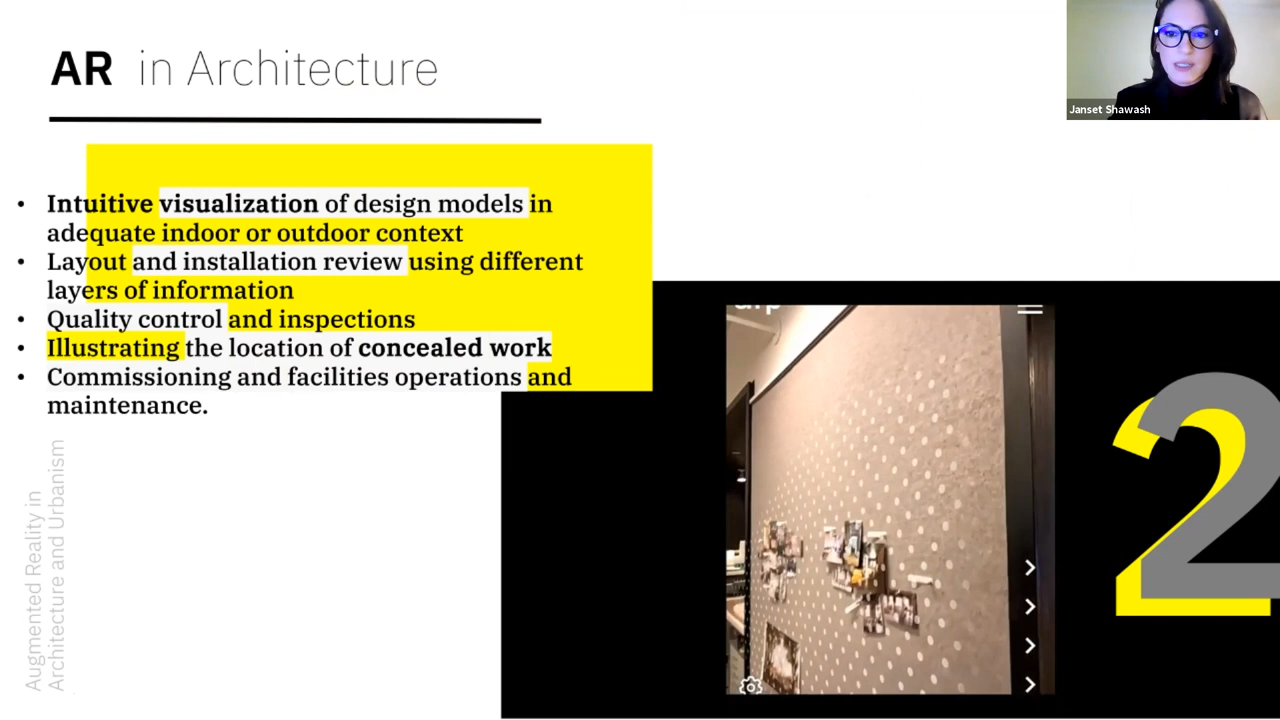 AR in Architecture
Janset Shawash
• Intuitive visualization of design models in
adequate indoor or outdoor context
• Layout and installation review using different
layers of information
• Quality control and inspections
• Illustrating the location of concealed work
• Commissioning and facilities operations and
maintenance.
Augmented Reality in
Architecture and Urbanism
2